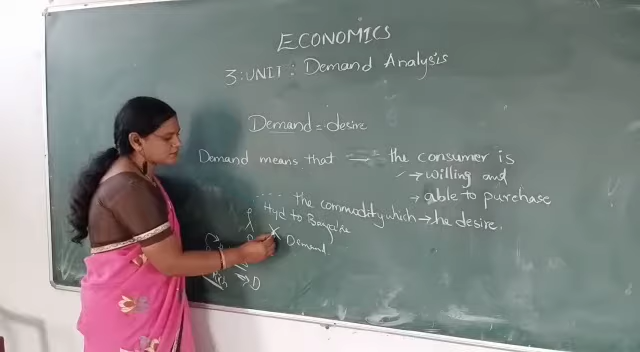 ECONOMICS
3: UNIT : Demand Analysis
Demand = desire
Demand means that → the consumer is
→ willing and
→ able to purchase
.... the commodity which → he desire.
Hyd to
x Demand.
D